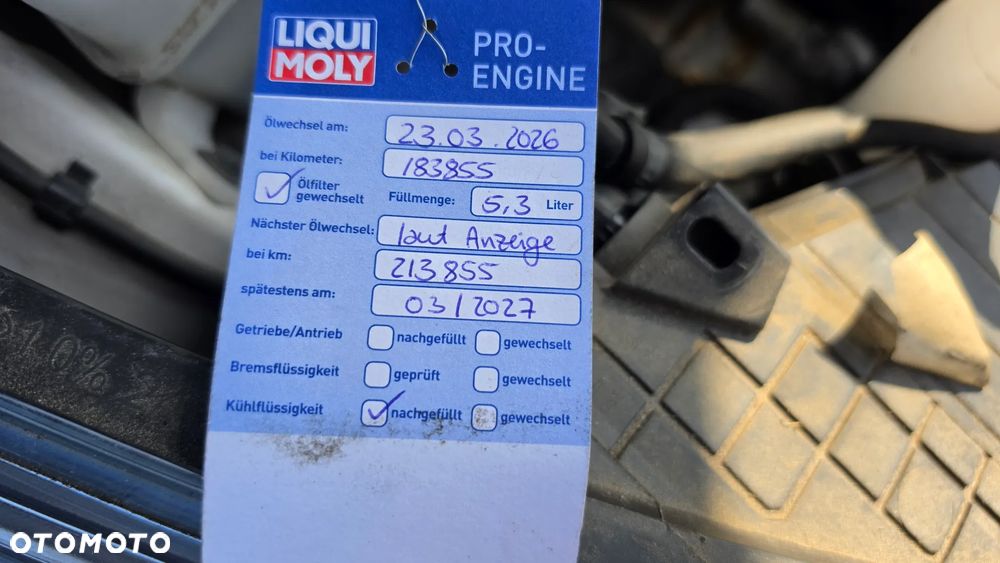 LIQUI
MOLY
PRO-
ENGINE
Ölwechsel am: 23.03.2026
bei Kilometer: 183855
Ölfilter
gewechselt
Füllmenge: 5,3 Liter
Nächster Ölwechsel: laut Anzeige
bei km: 213855
spätestens am: 03/2027
Getriebe/Antrieb nachgefüllt gewechselt
Bremsflüssigkeit geprüft gewechselt
Kühlflüssigkeit nachgefüllt gewechselt
OTOMOTO